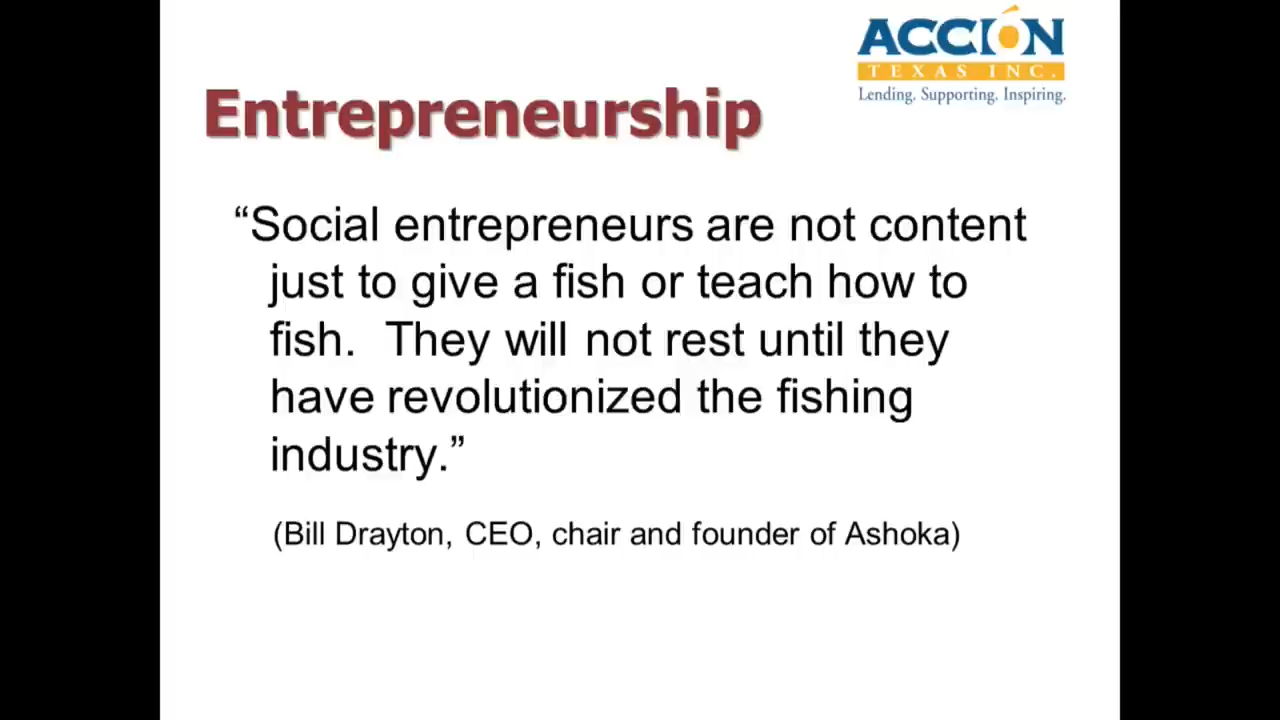 ACCIÓN
TEXAS INC.
Lending. Supporting. Inspiring.
Entrepreneurship
“Social entrepreneurs are not content
just to give a fish or teach how to
fish.  They will not rest until they
have revolutionized the fishing
industry.”
(Bill Drayton, CEO, chair and founder of Ashoka)